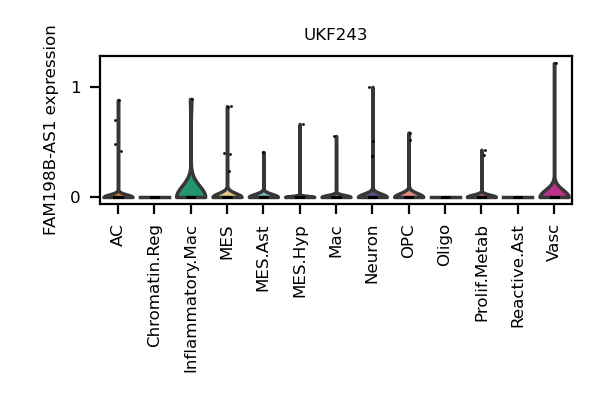 UKF243
FAM198B-AS1 expression
1
0
AC
Chromatin.Reg
Inflammatory.Mac
MES
MES.Ast
MES.Hyp
Mac
Neuron
OPC
Oligo
Prolif.Metab
Reactive.Ast
Vasc